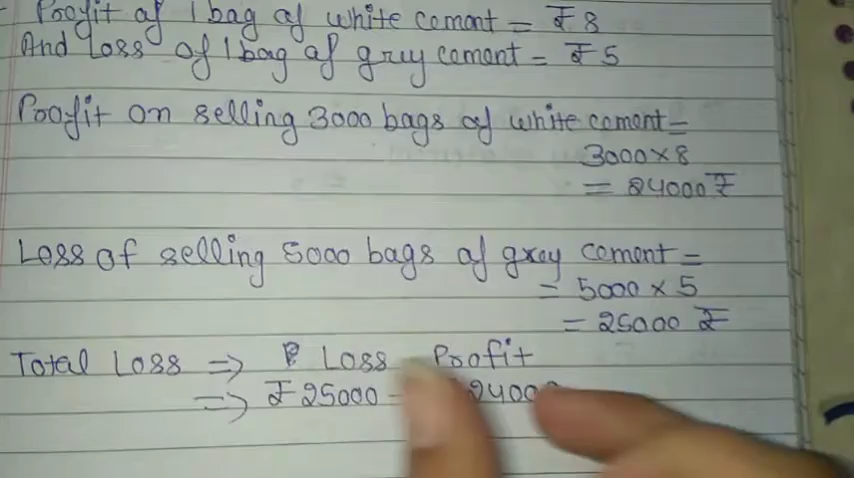 Profit of 1 bag of white cement = ₹ 8
And Loss of 1 bag of grey cement = ₹ 5
Profit on selling 3000 bags of white cement =
3000 × 8
= 24000 ₹
Loss of selling 5000 bags of grey cement =
= 5000 × 5
= 25000 ₹
Total Loss ⇒ Loss Profit
⇒ ₹ 25000 - 24000